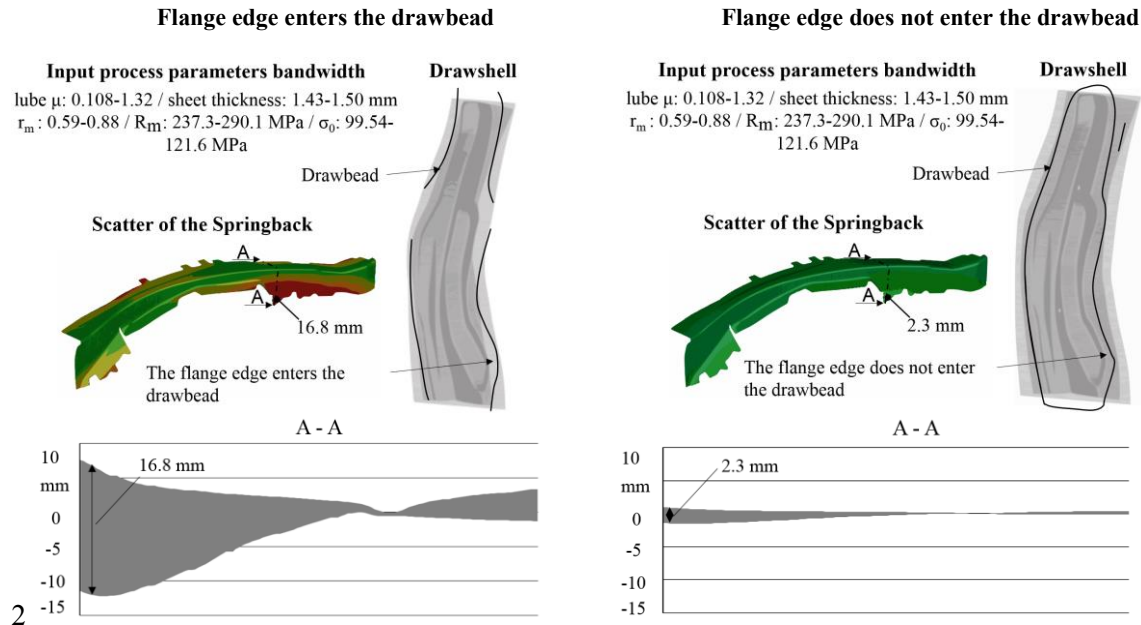 Flange edge enters the drawbead
Input process parameters bandwidth
lube μ: 0.108-1.32 / sheet thickness: 1.43-1.50 mm
rm : 0.59-0.88 / Rm: 237.3-290.1 MPa / σ0: 99.54-
121.6 MPa
Drawshell
Drawbead
Scatter of the Springback
A
A
16.8 mm
The flange edge enters the
drawbead
A - A
10
mm
0
-5
-10
-15
16.8 mm
2
Flange edge does not enter the drawbead
Input process parameters bandwidth
lube μ: 0.108-1.32 / sheet thickness: 1.43-1.50 mm
rm : 0.59-0.88 / Rm: 237.3-290.1 MPa / σ0: 99.54-
121.6 MPa
Drawshell
Drawbead
Scatter of the Springback
A
A
2.3 mm
The flange edge does not enter
the drawbead
A - A
10
mm
0
-5
-10
-15
2.3 mm